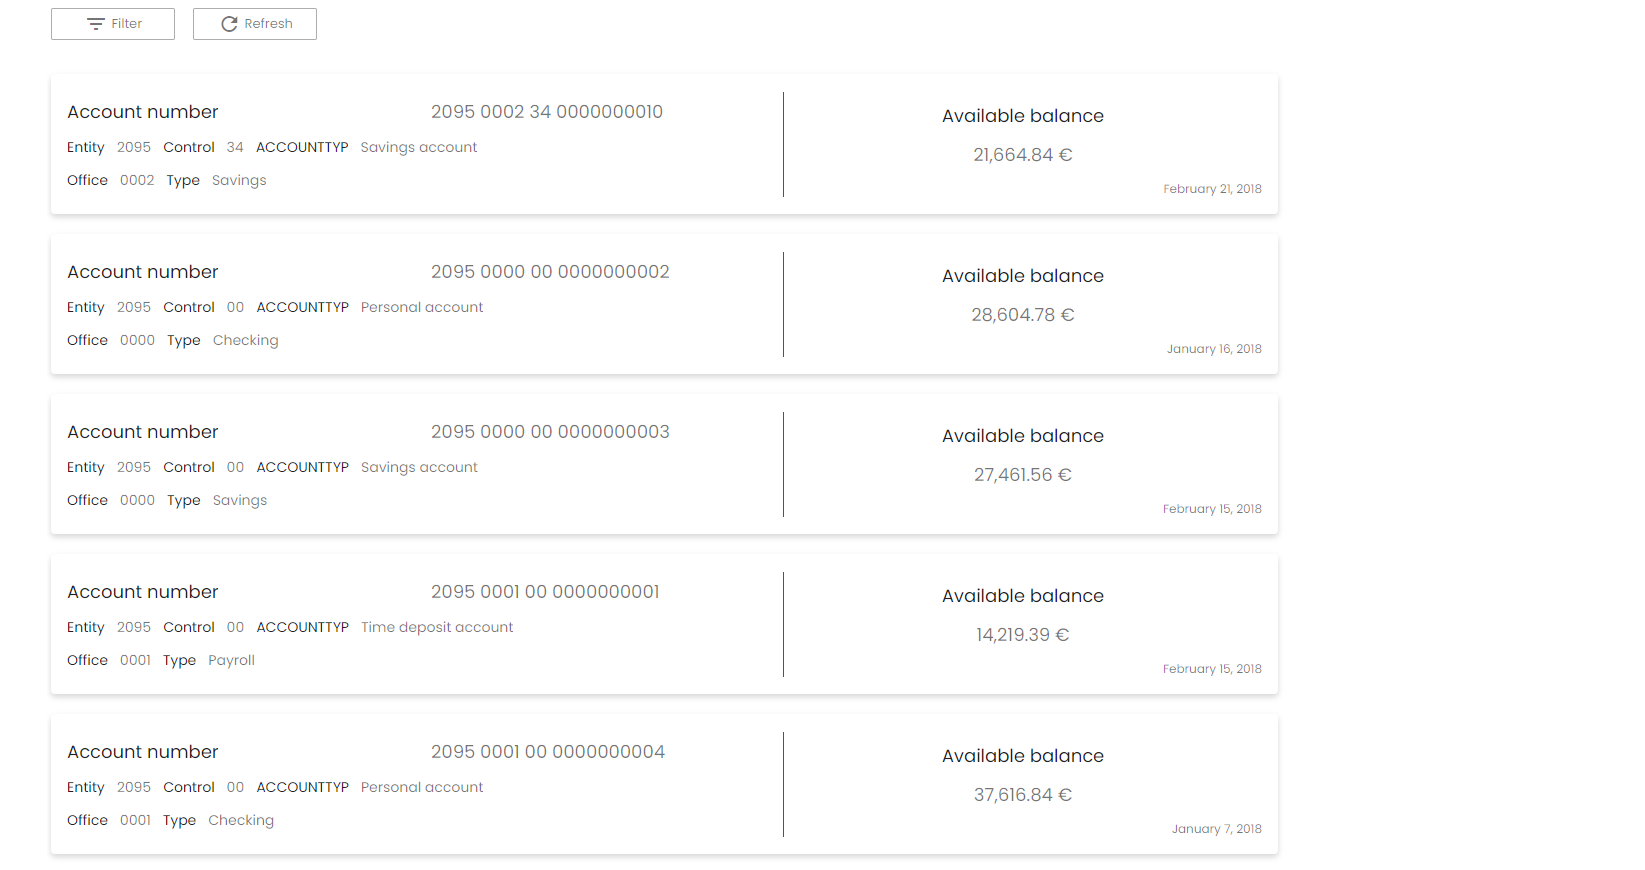 Filter Refresh
Account number 2095 0002 34 0000000010 Available balance
Entity 2095 Control 34 ACCOUNTTYP Savings account 21,664.84 €
Office 0002 Type Savings February 21, 2018
Account number 2095 0000 00 0000000002 Available balance
Entity 2095 Control 00 ACCOUNTTYP Personal account 28,604.78 €
Office 0000 Type Checking January 16, 2018
Account number 2095 0000 00 0000000003 Available balance
Entity 2095 Control 00 ACCOUNTTYP Savings account 27,461.56 €
Office 0000 Type Savings February 15, 2018
Account number 2095 0001 00 0000000001 Available balance
Entity 2095 Control 00 ACCOUNTTYP Time deposit account 14,219.39 €
Office 0001 Type Payroll February 15, 2018
Account number 2095 0001 00 0000000004 Available balance
Entity 2095 Control 00 ACCOUNTTYP Personal account 37,616.84 €
Office 0001 Type Checking January 7, 2018